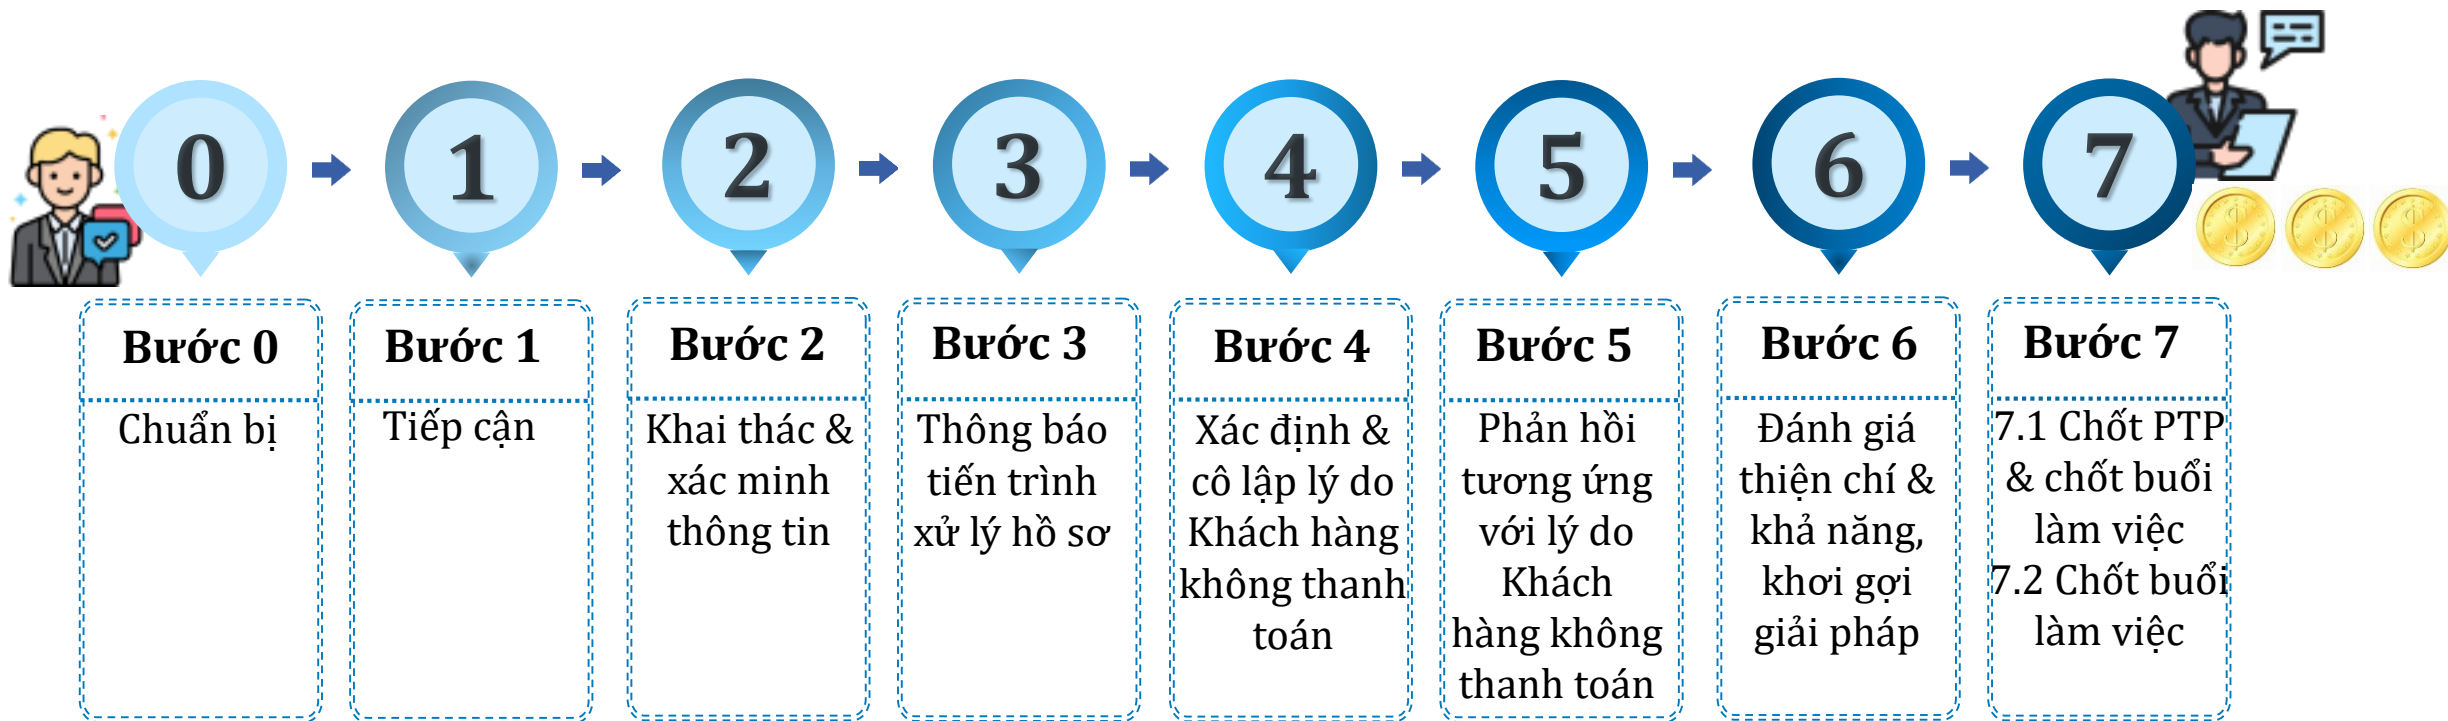 0
1
2
3
4
5
6
7
Bước 0
Chuẩn bị
Bước 1
Tiếp cận
Bước 2
Khai thác &
xác minh
thông tin
Bước 3
Thông báo
tiến trình
xử lý hồ sơ
Bước 4
Xác định &
cô lập lý do
Khách hàng
không thanh
toán
Bước 5
Phản hồi
tương ứng
với lý do
Khách
hàng không
thanh toán
Bước 6
Đánh giá
thiện chí &
khả năng,
khơi gợi
giải pháp
Bước 7
7.1 Chốt PTP
& chốt buổi
làm việc
7.2 Chốt buổi
làm việc